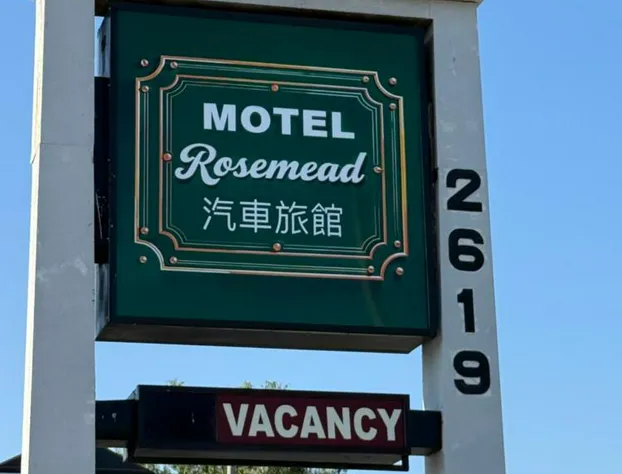 MOTEL
Rosemead
汽車旅館
2619
VACANCY